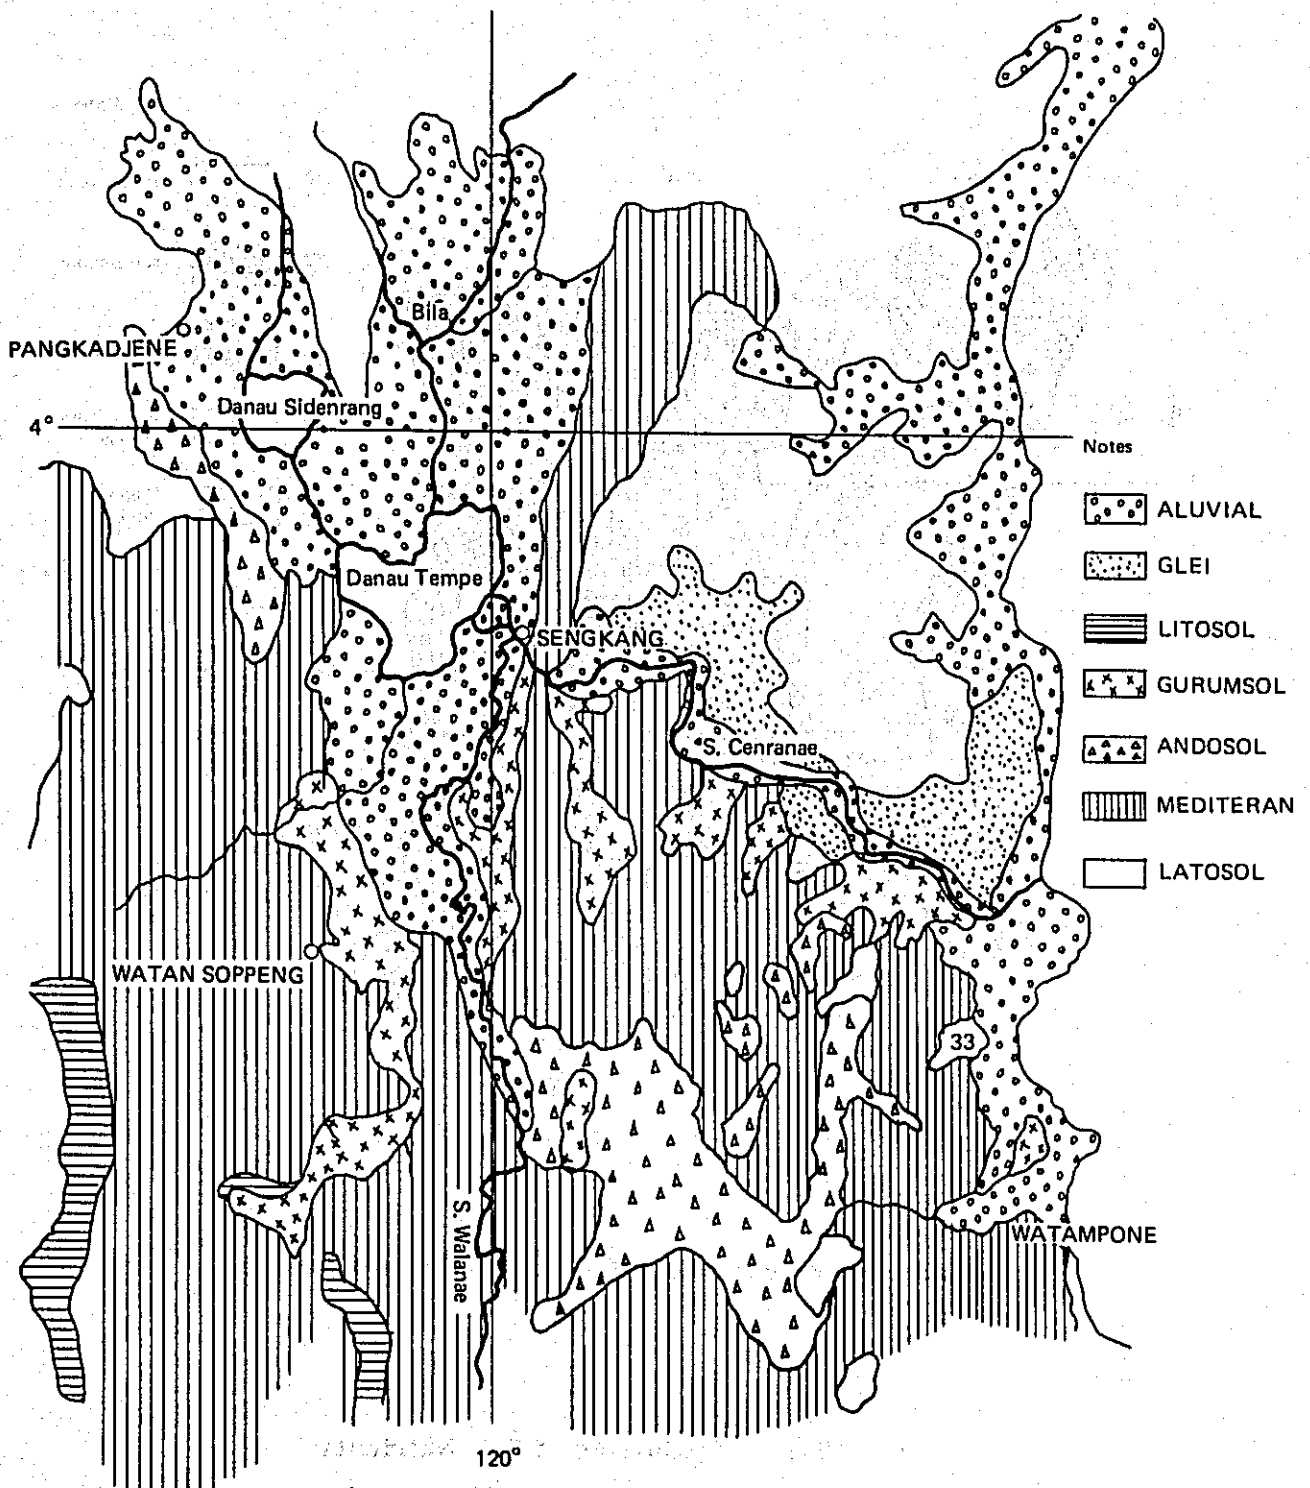 Bila
PANGKADJENE
Danau Sidenrang
4°
Notes
ALUVIAL
GLEI
Danau Tempe
LITOSOL
SENGKANG
GURUMSOL
S. Cenranae
ANDOSOL
MEDITERAN
LATOSOL
WATAN SOPPENG
33
S. Walanae
WATAMPONE
120°